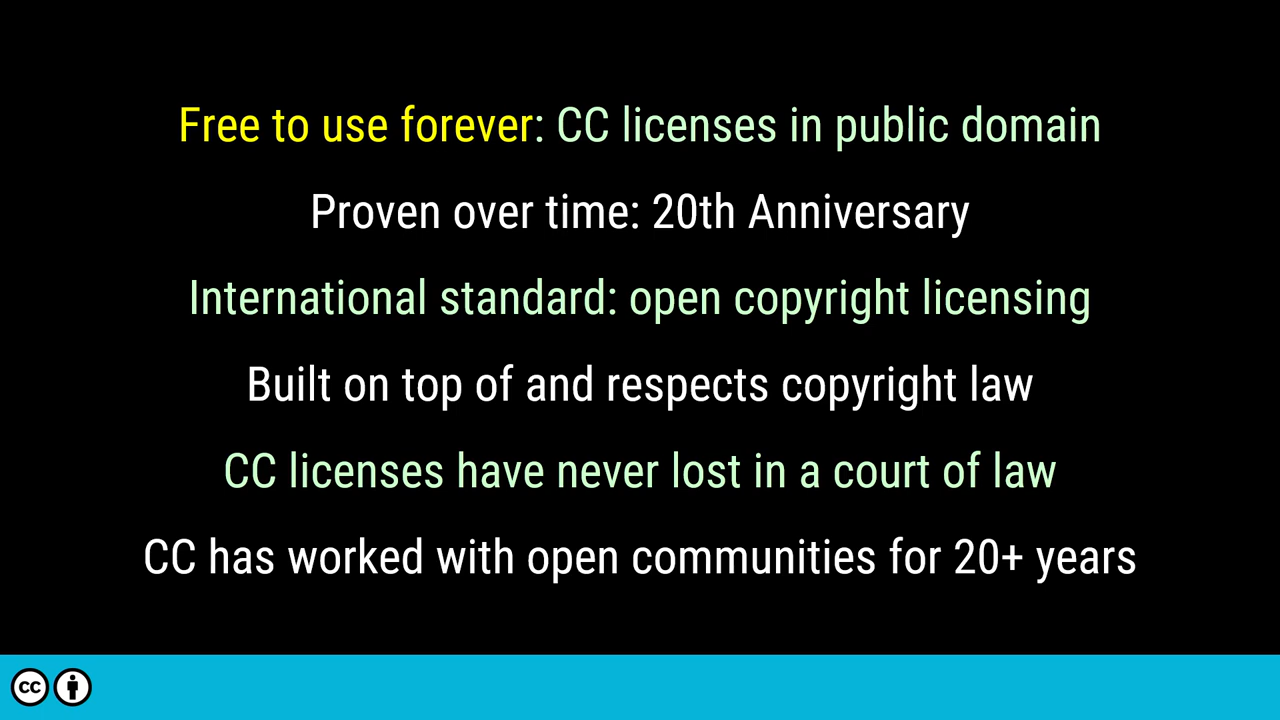 Free to use forever: CC licenses in public domain
Proven over time: 20th Anniversary
International standard: open copyright licensing
Built on top of and respects copyright law
CC licenses have never lost in a court of law
CC has worked with open communities for 20+ years
cc